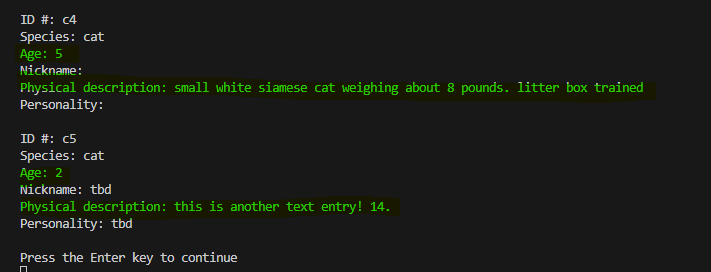 ID #: c4
Species: cat
Age: 5
Nickname:
Physical description: small white siamese cat weighing about 8 pounds. litter box trained
Personality:
ID #: c5
Species: cat
Age: 2
Nickname: tbd
Physical description: this is another text entry! 14.
Personality: tbd
Press the Enter key to continue